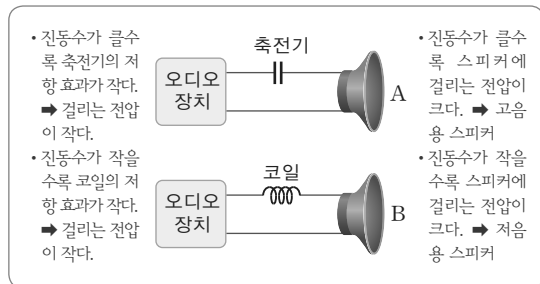 • 진동수가 클수
록 축전기의 저
항 효과가 작다.
➡ 걸리는 전압
이 작다.
• 진동수가 작을
수록 코일의 저
항 효과가 작다.
➡ 걸리는 전압
이 작다.
오디오
장치
축전기
A
오디오
장치
코일
B
• 진동수가 클수
록 스피커에
걸리는 전압이
크다. ➡ 고음
용 스피커
• 진동수가 작을
수록 스피커에
걸리는 전압이
크다. ➡ 저음
용 스피커